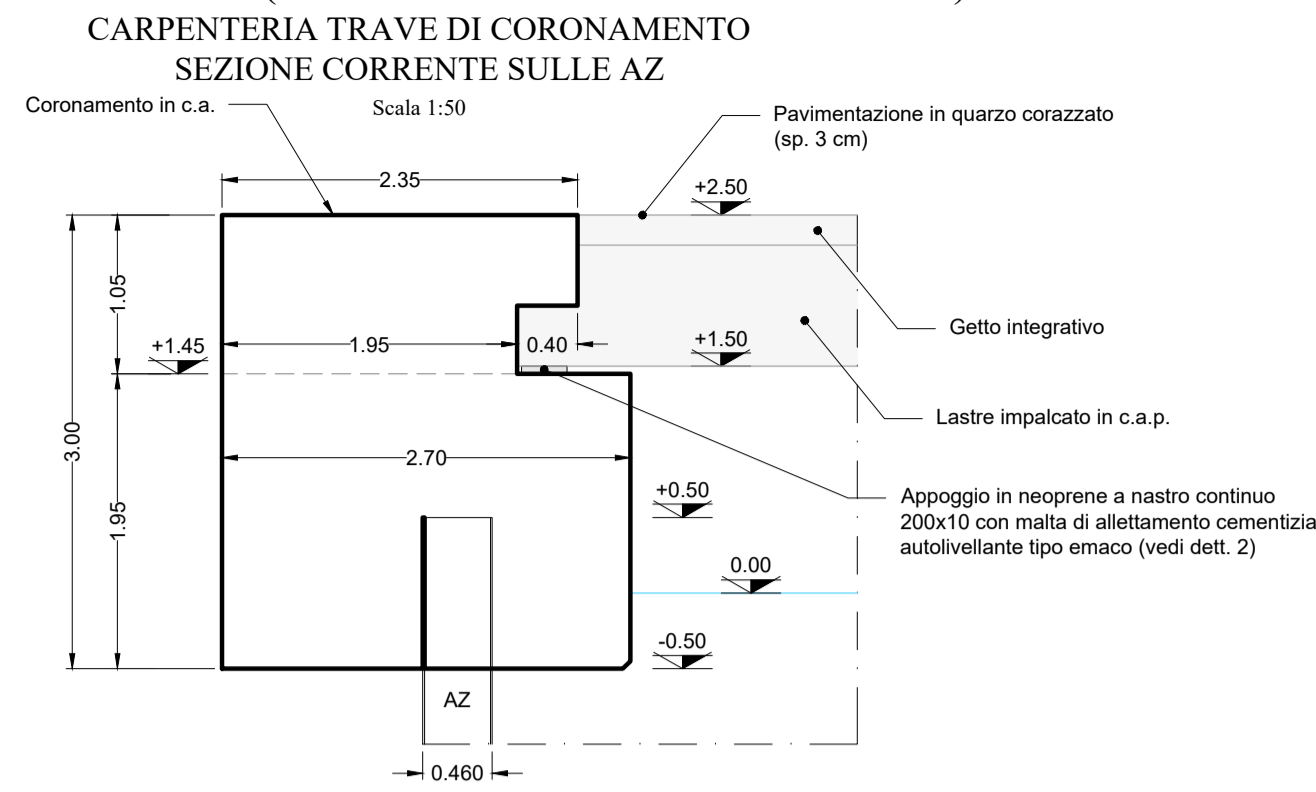 CARPENTERIA TRAVE DI CORONAMENTO
SEZIONE CORRENTE SULLE AZ
Scala 1:50
Coronamento in c.a.
Pavimentazione in quarzo corazzato
(sp. 3 cm)
2.35
+2.50
1.05
Getto integrativo
+1.45
1.95
0.40
+1.50
Lastre impalcato in c.a.p.
3.00
2.70
1.95
+0.50
Appoggio in neoprene a nastro continuo
200x10 con malta di allettamento cementizia
autolivellante tipo emaco (vedi dett. 2)
0.00
-0.50
AZ
0.460